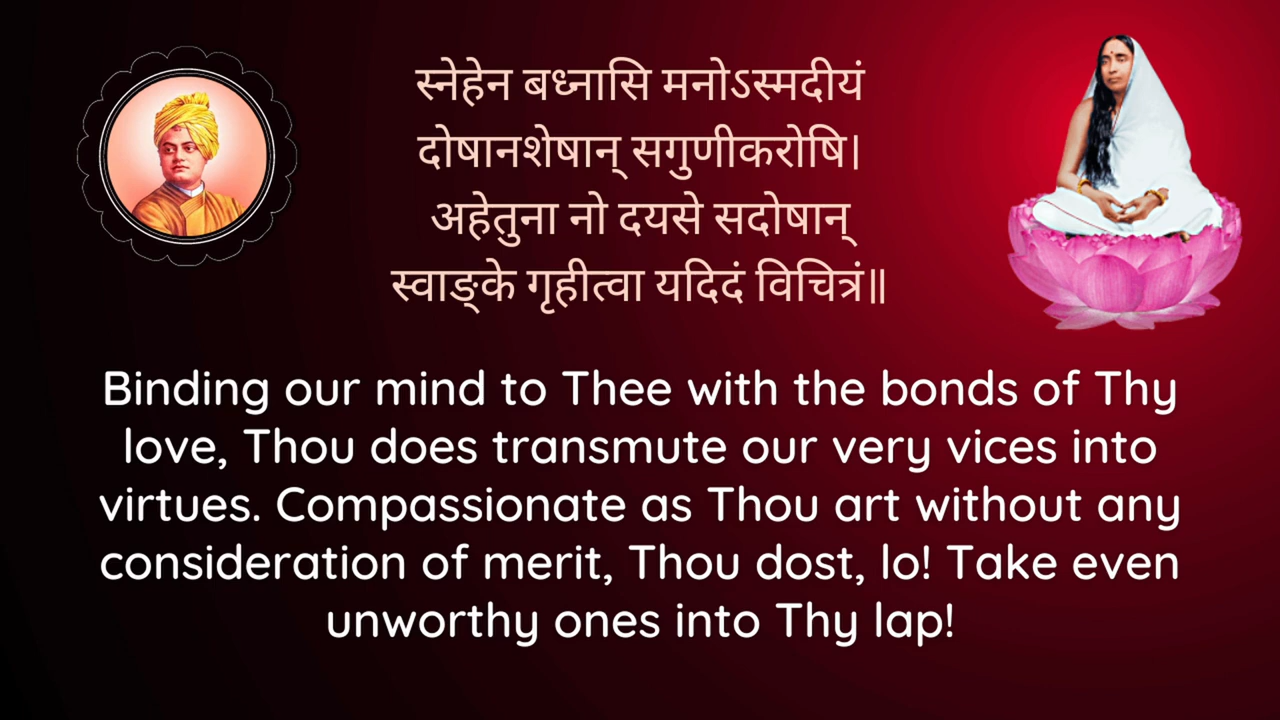 स्नेहेन बध्नासि मनोऽस्मदीयं
दोषानशेषान् सगुणीकरोषि|
अहेतुना नो दयसे सदोषान्
स्वाङ्के गृहीत्वा यदिदं विचित्रं॥
Binding our mind to Thee with the bonds of Thy
love, Thou does transmute our very vices into
virtues. Compassionate as Thou art without any
consideration of merit, Thou dost, lo! Take even
unworthy ones into Thy lap!